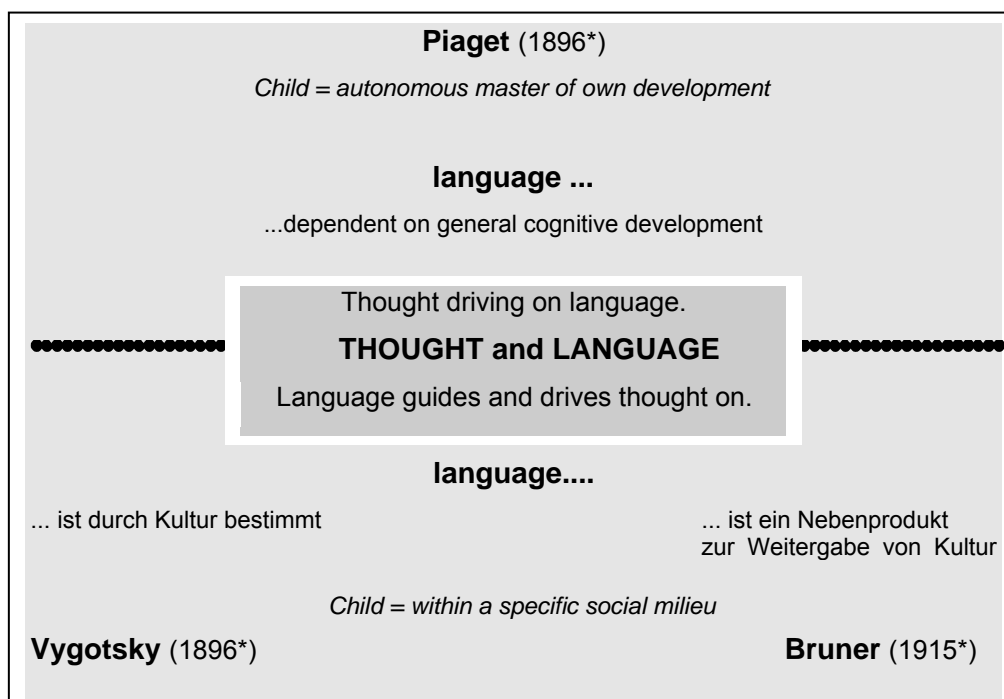 Piaget (1896*)
Child = autonomous master of own development
language ...
...dependent on general cognitive development
Thought driving on language.
THOUGHT and LANGUAGE
Language guides and drives thought on.
language....
... ist durch Kultur bestimmt
... ist ein Nebenprodukt
zur Weitergabe von Kultur
Child = within a specific social milieu
Vygotsky (1896*)
Bruner (1915*)